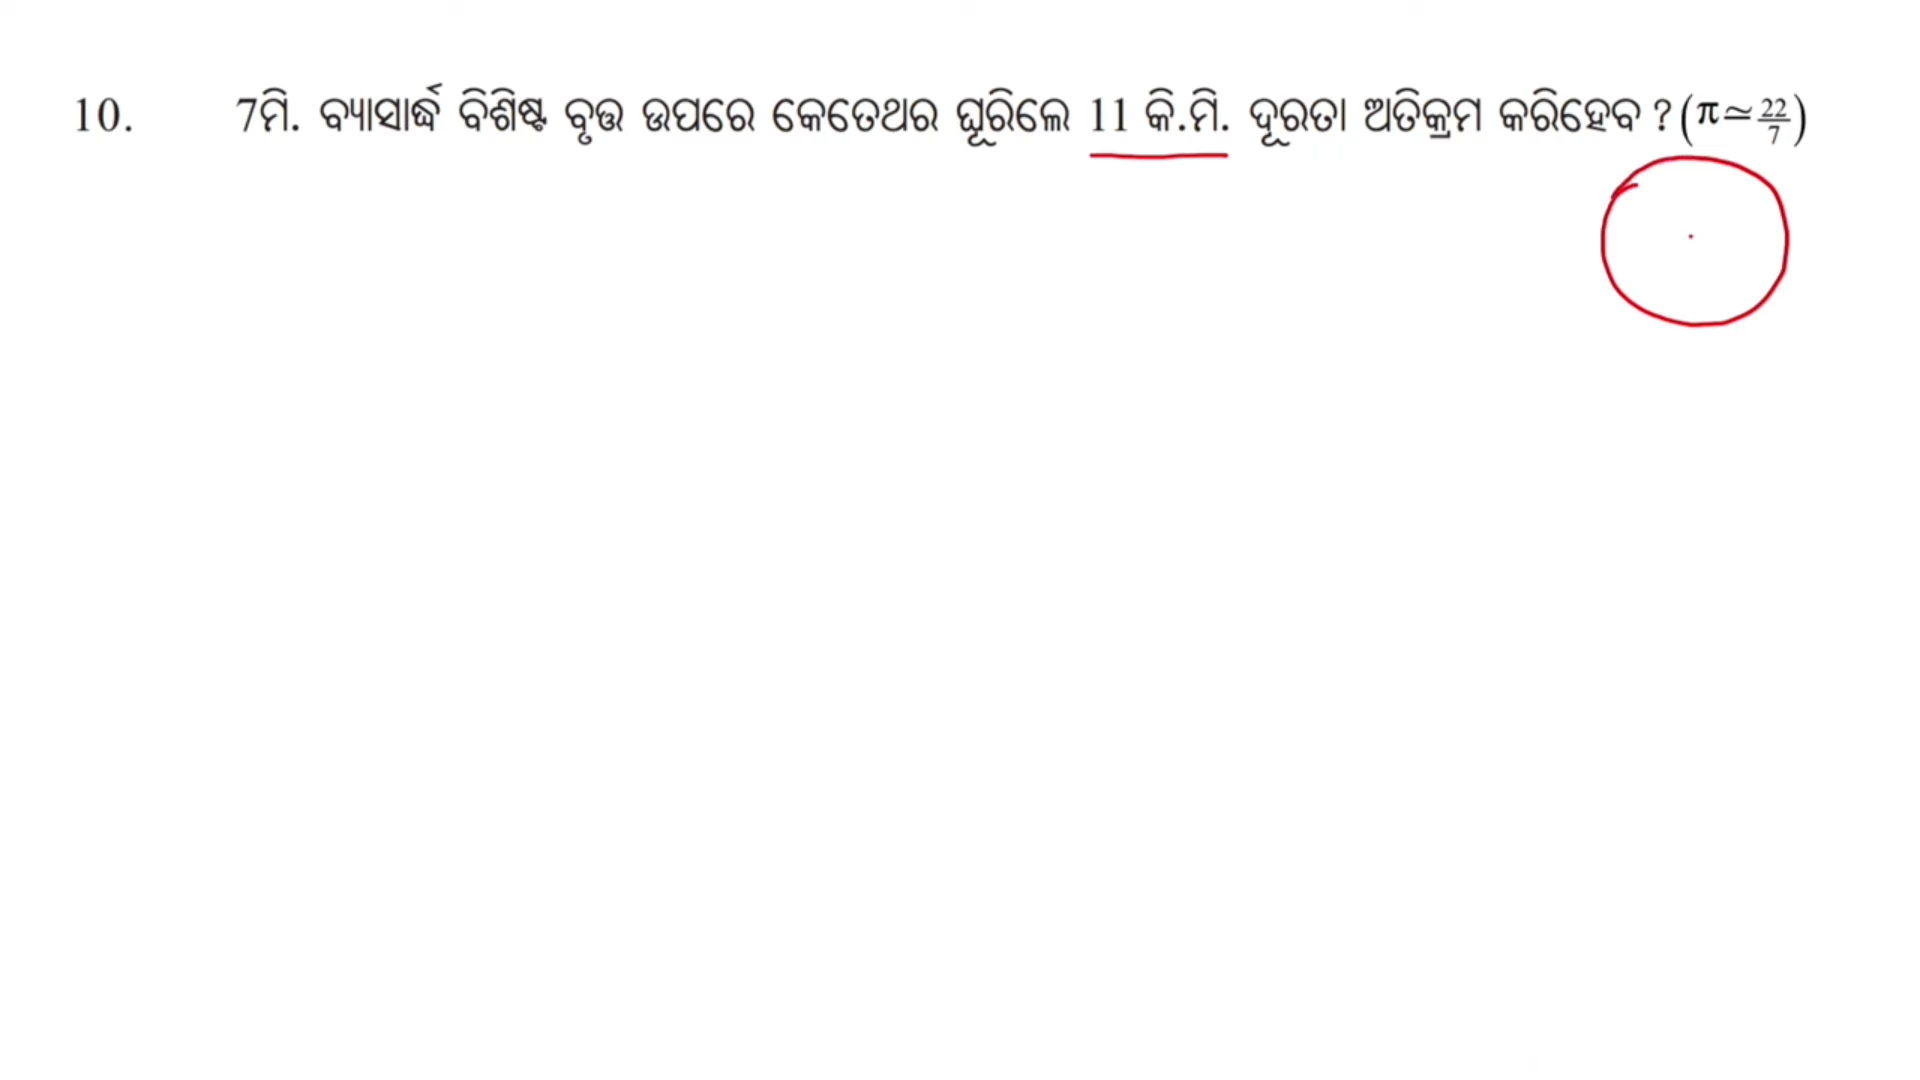 10. 7ମି. ବ୍ୟାସାର୍ଦ୍ଧ ବିଶିଷ୍ଟ ବୃତ୍ତ ଉପରେ କେତେଥର ଘୂରିଲେ 11 କି.ମି. ଦୂରତା ଅତିକ୍ରମ କରିହେବ ? (π≃22/7)